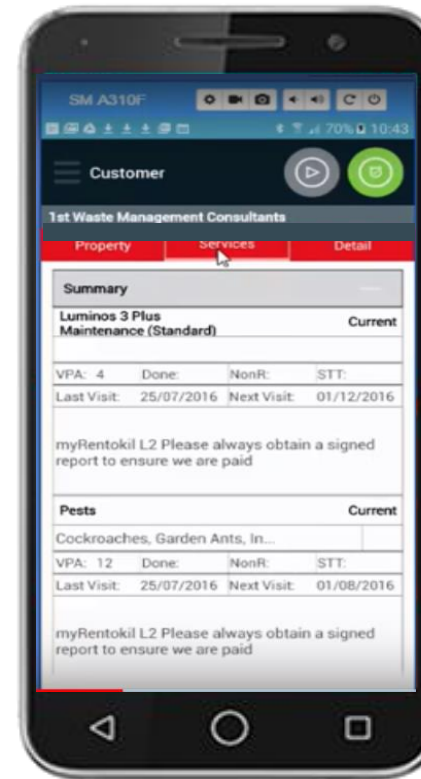 SM A310F
70% 10:43
Customer
1st Waste Management Consultants
Property Services Detail
Summary
Luminos 3 Plus
Maintenance (Standard) Current
VPA: 4 Done: NonR: STT:
Last Visit: 25/07/2016 Next Visit: 01/12/2016
myRentokil L2 Please always obtain a signed
report to ensure we are paid
Pests Current
Cockroaches, Garden Ants, In...
VPA: 12 Done: NonR: STT:
Last Visit: 25/07/2016 Next Visit: 01/08/2016
myRentokil L2 Please always obtain a signed
report to ensure we are paid